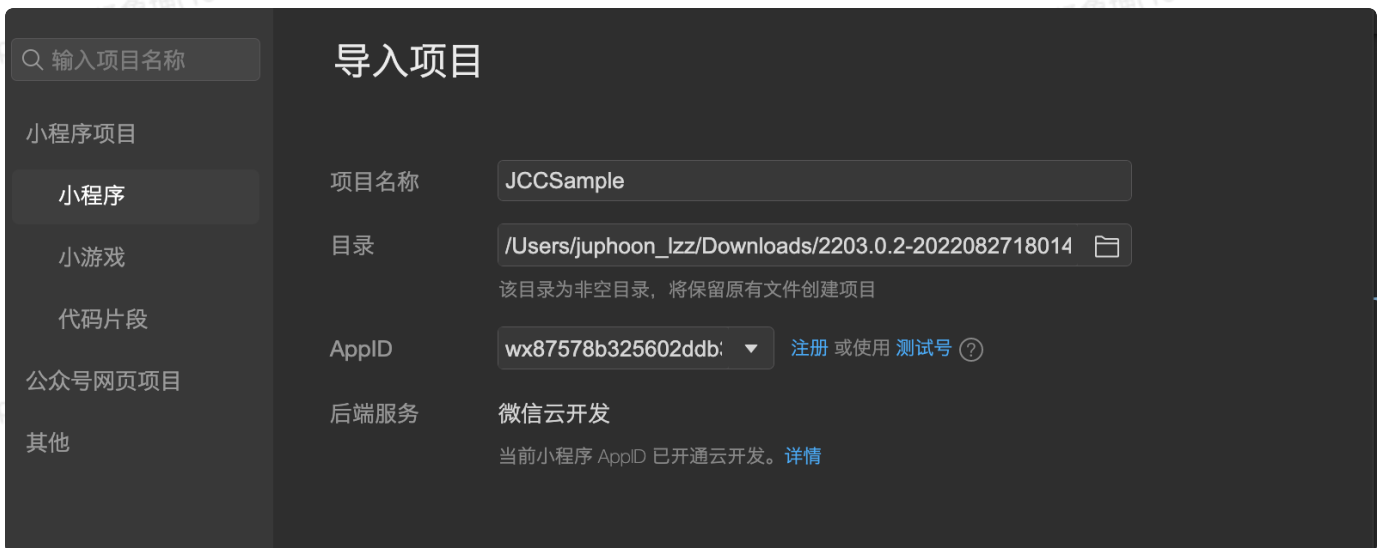 输入项目名称
小程序项目
小程序
小游戏
代码片段
公众号网页项目
其他
导入项目
项目名称 JCCSample
目录 /Users/juphoon_lzz/Downloads/2203.0.2-2022082718014
该目录为非空目录，将保留原有文件创建项目
AppID wx87578b325602ddb 注册 或使用 测试号 ?
后端服务 微信云开发
当前小程序 AppID 已开通云开发。详情